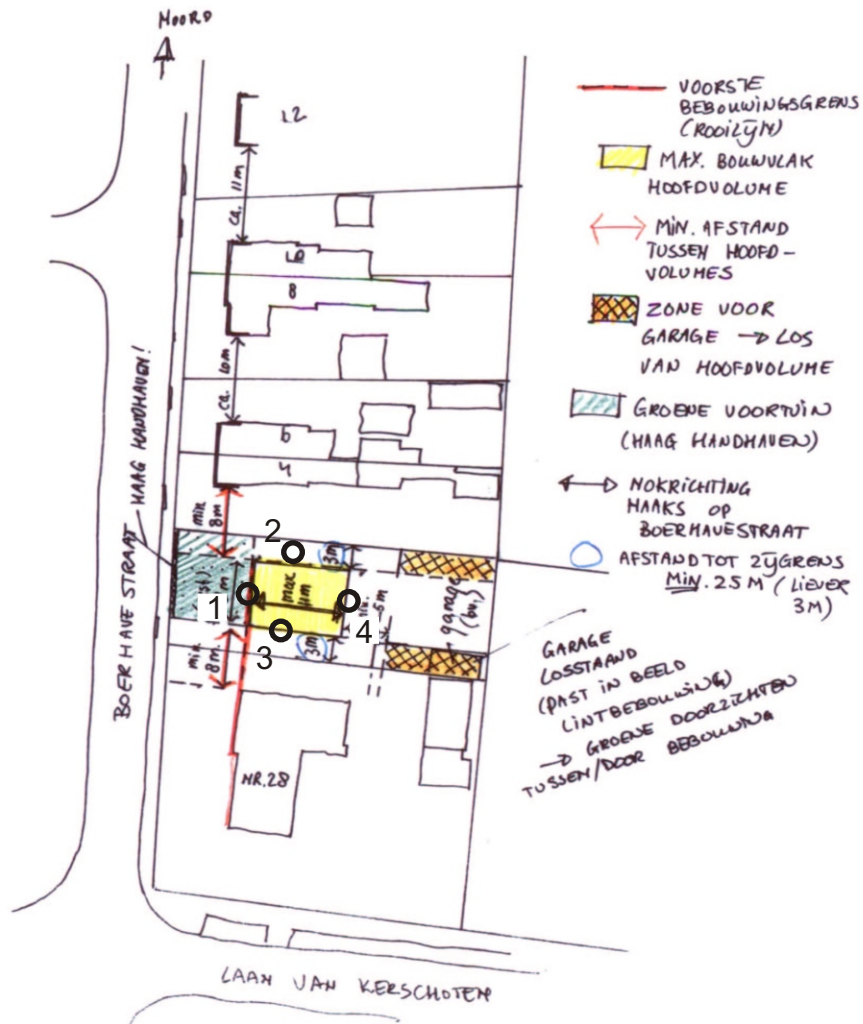 NOORD
12
ca. 11m
10
8
ca. 10m
6
4
HAAG HANDHAVEN!
BOERHAVESTRAAT
min
8m
2
3m
max
11m
1
4
3
3m
min
8m
garage
NR.28
LAAN VAN KERSCHOTEN
VOORSTE
BEBOUWINGSGRENS
(ROOILIJN)
MAX. BOUWVLAK
HOOFDVOLUME
MIN. AFSTAND
TUSSEN HOOFD-
VOLUMES
ZONE VOOR
GARAGE → LOS
VAN HOOFDVOLUME
GROENE VOORTUIN
(HAAG HANDHAVEN)
NOKRICHTING
HAAKS OP
BOERHAVESTRAAT
AFSTAND TOT ZIJGRENS
MIN. 2.5 M (LIEVER
3M)
GARAGE
LOSSTAAND
(PAST IN BEELD
LINTBEBOUWING)
→ GROENE DOORZICHTEN
TUSSEN/DOOR BEBOUWING